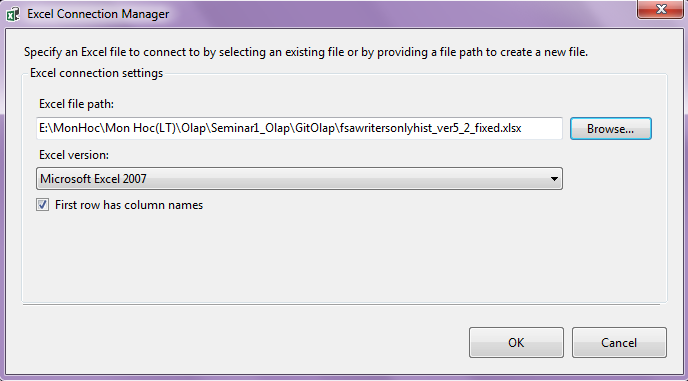 Excel Connection Manager
Specify an Excel file to connect to by selecting an existing file or by providing a file path to create a new file.
Excel connection settings
Excel file path:
E:\MonHoc\Mon Hoc(LT)\Olap\Seminar1_Olap\GitOlap\fsawritersonlyhist_ver5_2_fixed.xlsx
Browse...
Excel version:
Microsoft Excel 2007
First row has column names
OK
Cancel